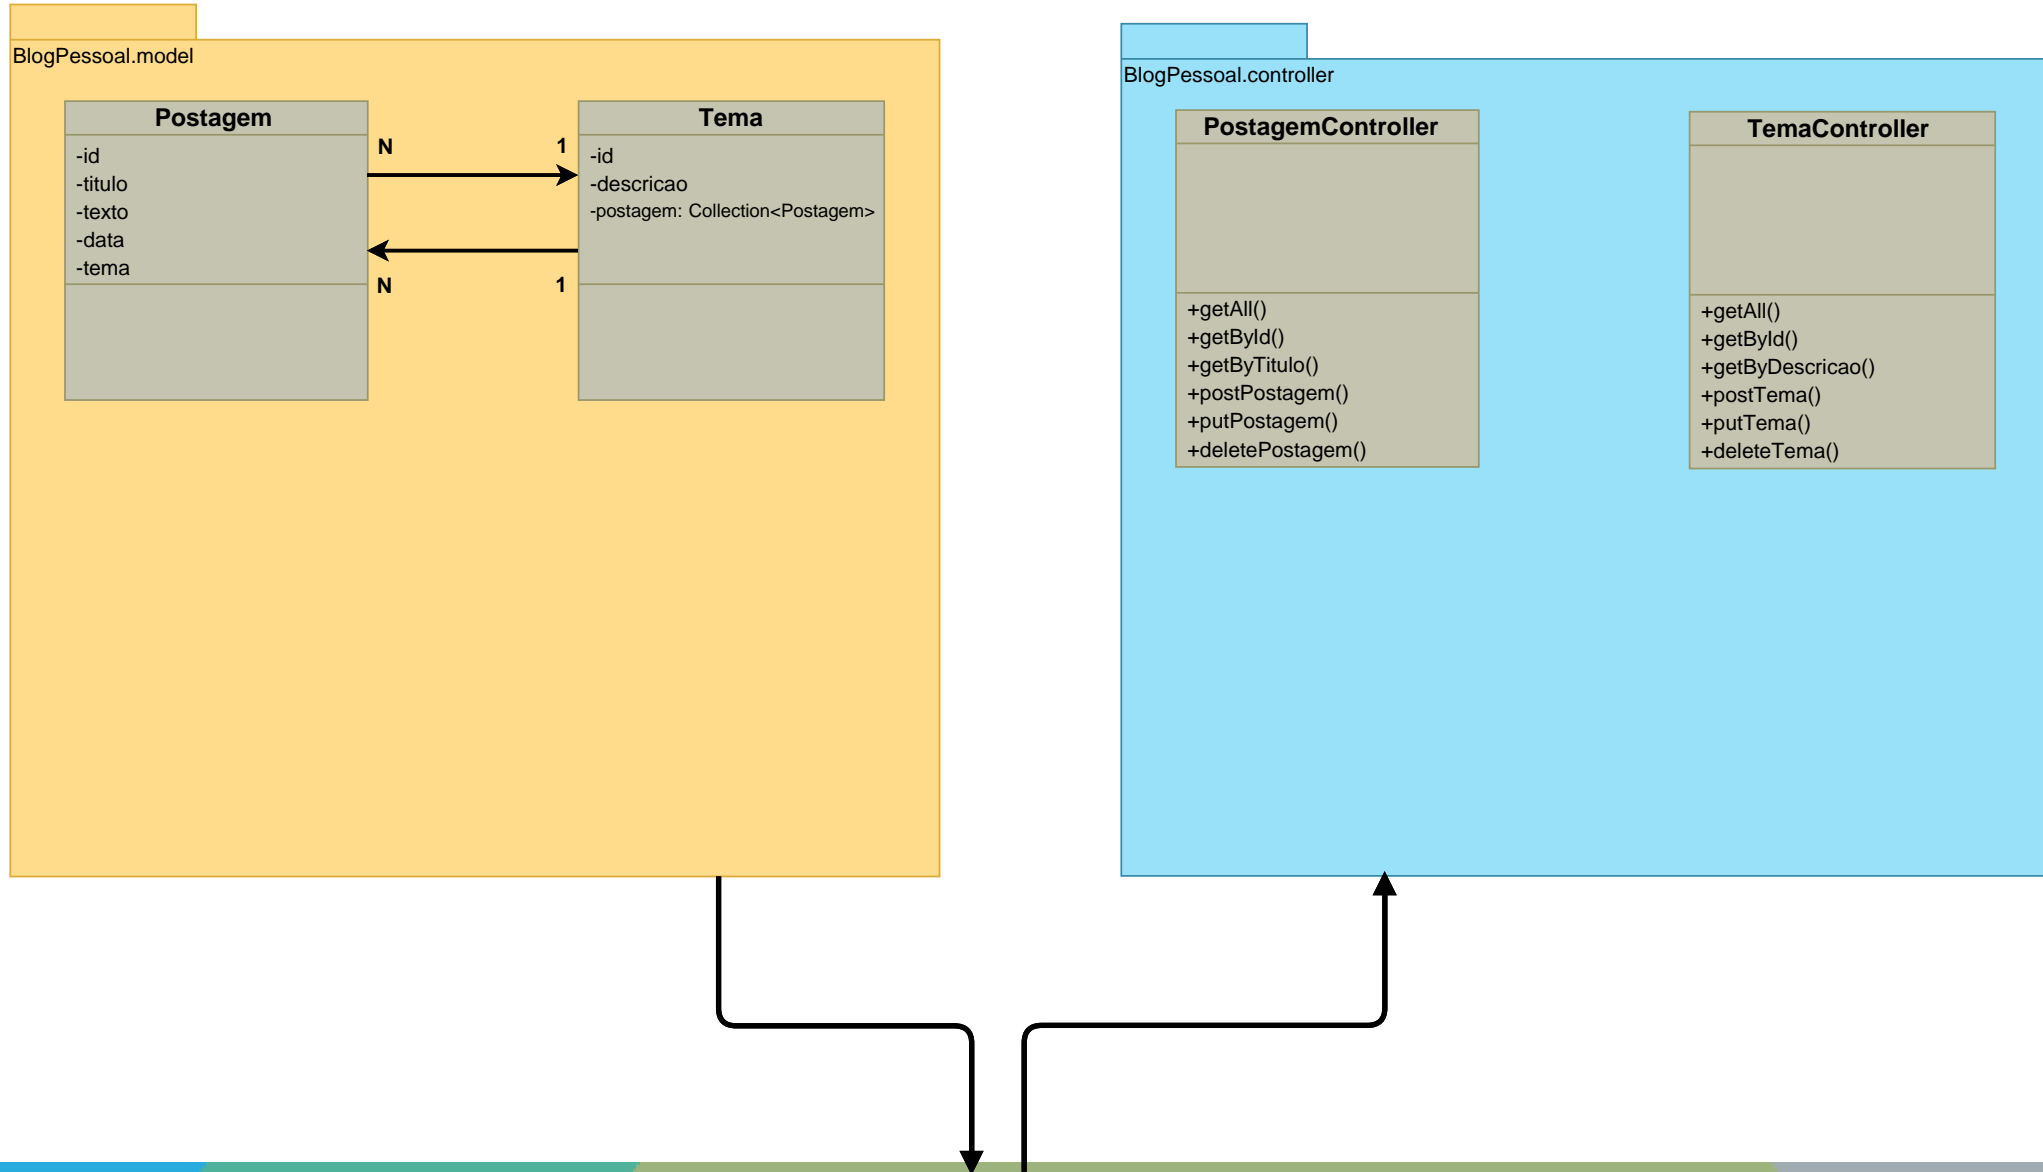 BlogPessoal.model
Postagem
-id
-titulo
-texto
-data
-tema
N
1
N
1
Tema
-id
-descricao
-postagem: Collection<Postagem>
BlogPessoal.controller
PostagemController
+getAll()
+getById()
+getByTitulo()
+postPostagem()
+putPostagem()
+deletePostagem()
TemaController
+getAll()
+getById()
+getByDescricao()
+postTema()
+putTema()
+deleteTema()